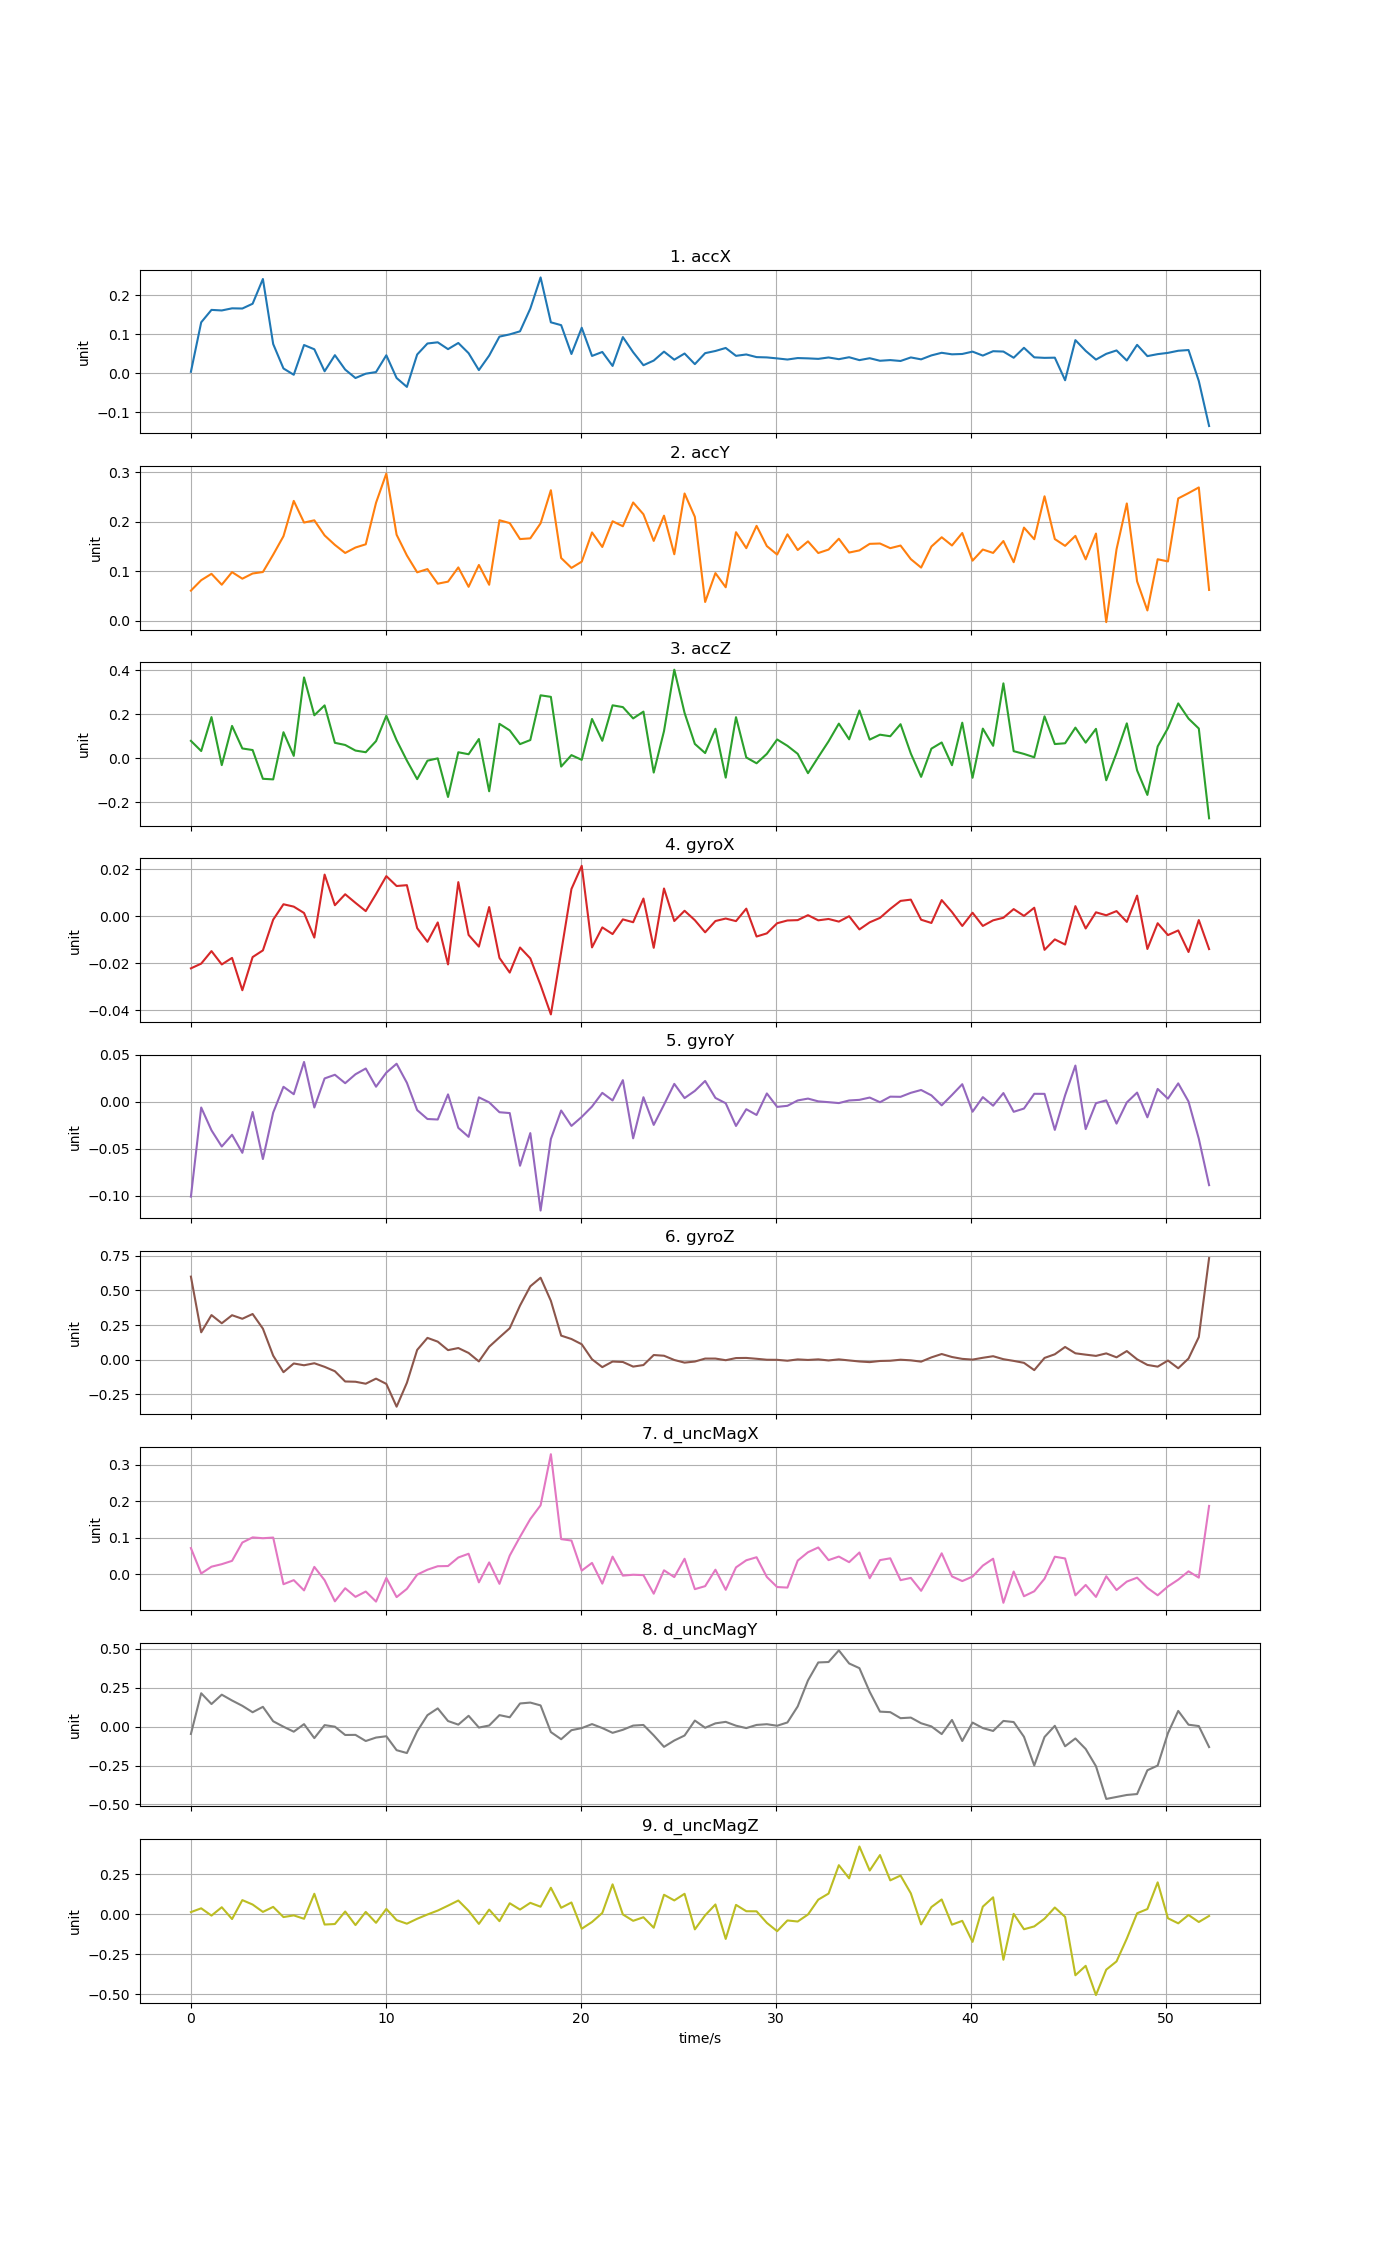 1. accX
0.2
0.1
0.0
−0.1
unit
2. accY
0.3
0.2
0.1
0.0
unit
3. accZ
0.4
0.2
0.0
−0.2
unit
4. gyroX
0.02
0.00
−0.02
−0.04
unit
5. gyroY
0.05
0.00
−0.05
−0.10
unit
6. gyroZ
0.75
0.50
0.25
0.00
−0.25
unit
7. d_uncMagX
0.3
0.2
0.1
0.0
unit
8. d_uncMagY
0.50
0.25
0.00
−0.25
−0.50
unit
9. d_uncMagZ
0.25
0.00
−0.25
−0.50
unit
0 10 20 30 40 50
time/s